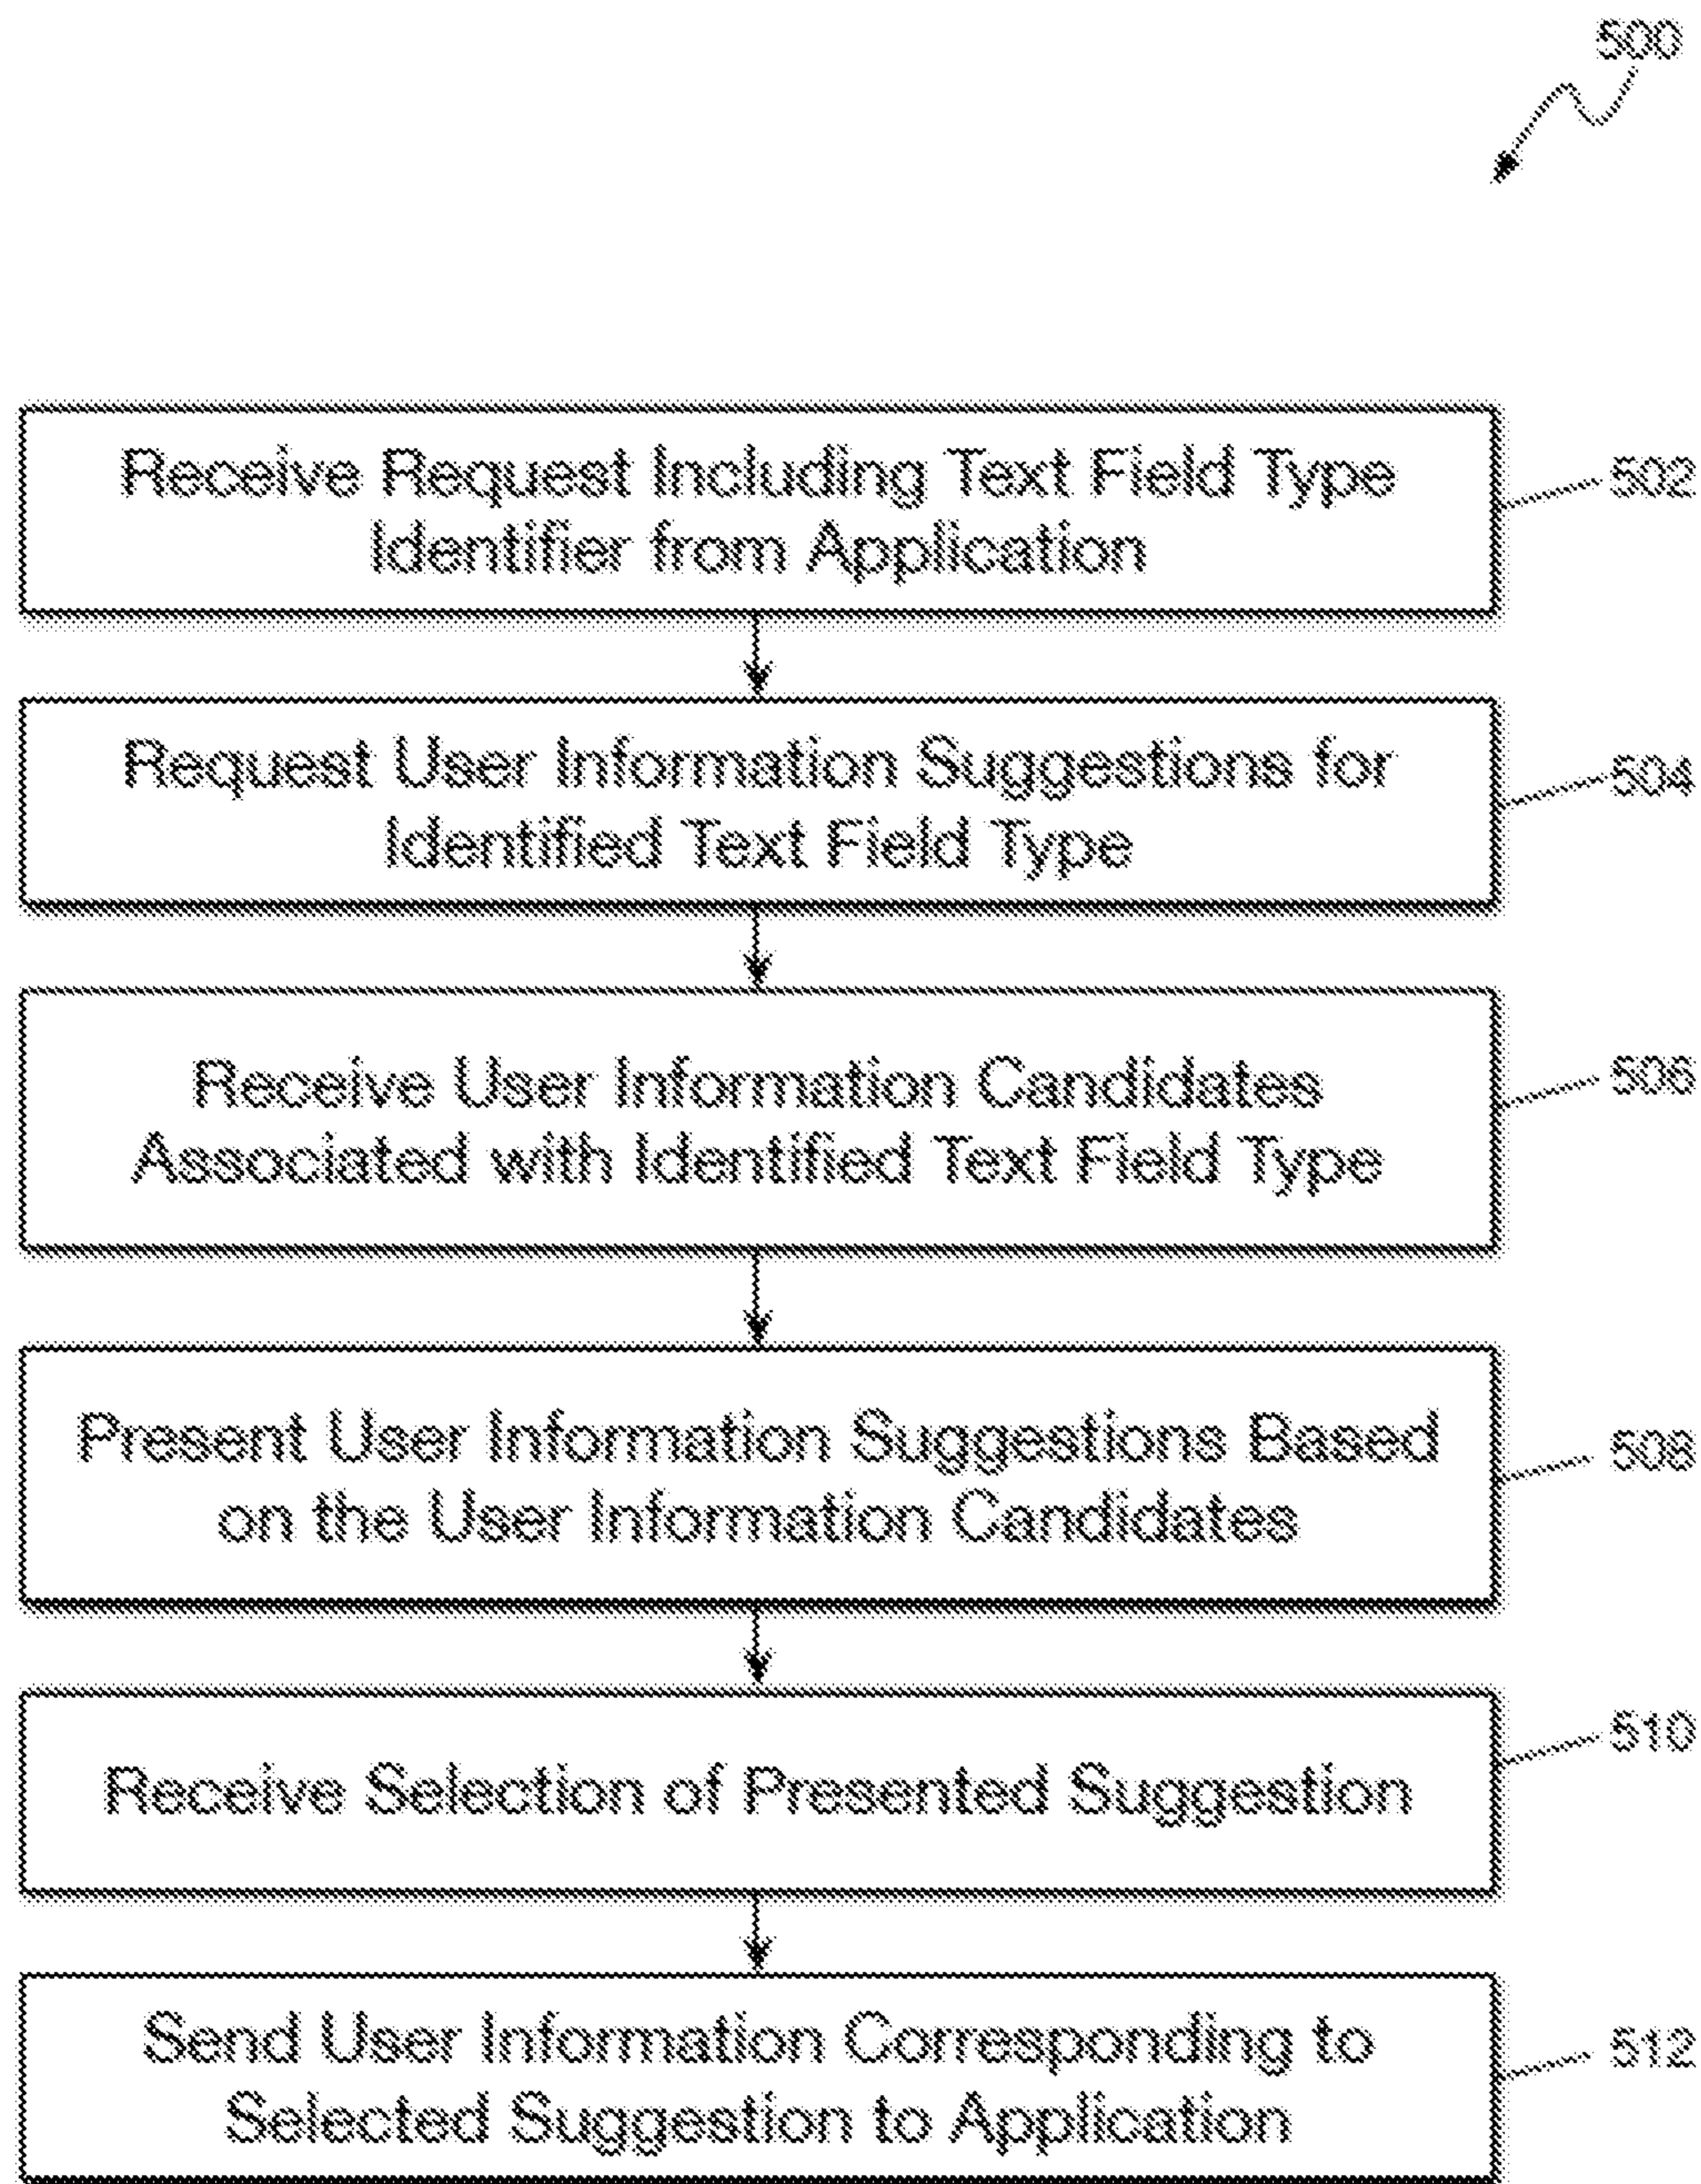 500
Receive Request Including Text Field Type
Identifier from Application
502
Request User Information Suggestions for
Identified Text Field Type
504
Receive User Information Candidates
Associated with Identified Text Field Type
506
Present User Information Suggestions Based
on the User Information Candidates
508
Receive Selection of Presented Suggestion
510
Send User Information Corresponding to
Selected Suggestion to Application
512